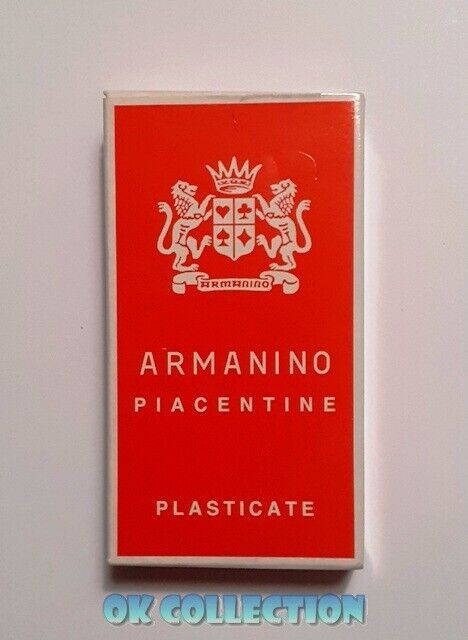 ARMANINO
ARMANINO
PIACENTINE
PLASTICATE
OK COLLECTION